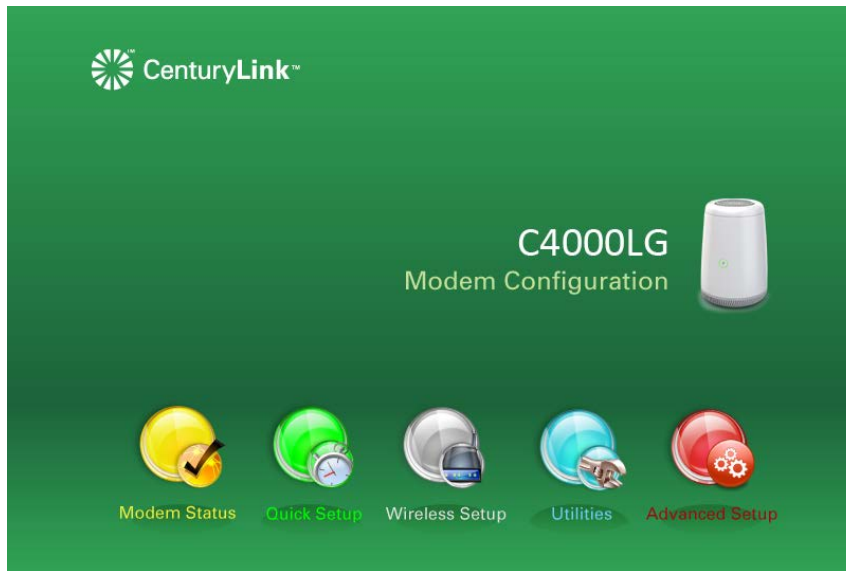 CenturyLink™
C4000LG
Modem Configuration
Modem Status
Quick Setup
Wireless Setup
Utilities
Advanced Setup